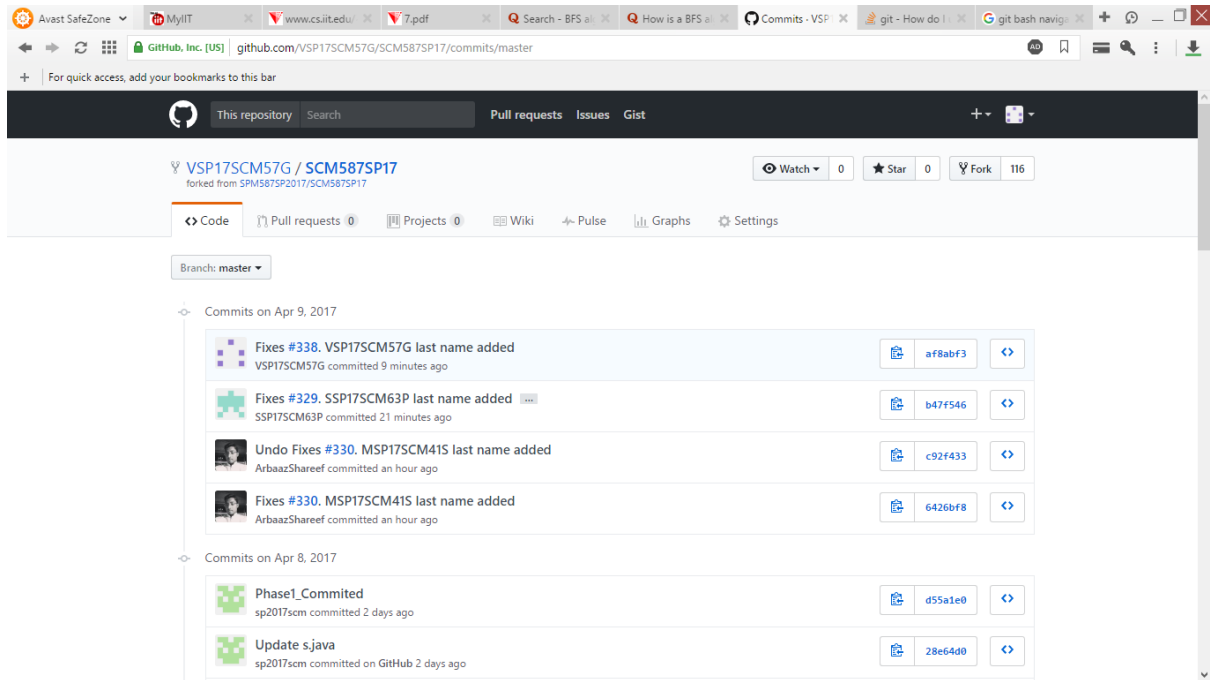 Avast SafeZone MyIIT www.cs.iit.edu/ 7.pdf Search - BFS al How is a BFS al Commits · VSP1 git - How do I git bash naviga
GitHub, Inc. [US] github.com/VSP17SCM57G/SCM587SP17/commits/master AD
For quick access, add your bookmarks to this bar
This repository Search Pull requests Issues Gist
VSP17SCM57G / SCM587SP17 Watch 0 Star 0 Fork 116
forked from SPM587SP2017/SCM587SP17
Code Pull requests 0 Projects 0 Wiki Pulse Graphs Settings
Branch: master
Commits on Apr 9, 2017
Fixes #338. VSP17SCM57G last name added
VSP17SCM57G committed 9 minutes ago
af8abf3
Fixes #329. SSP17SCM63P last name added …
SSP17SCM63P committed 21 minutes ago
b47f546
Undo Fixes #330. MSP17SCM41S last name added
ArbaazShareef committed an hour ago
c92f433
Fixes #330. MSP17SCM41S last name added
ArbaazShareef committed an hour ago
6426bf8
Commits on Apr 8, 2017
Phase1_Commited
sp2017scm committed 2 days ago
d55a1e0
Update s.java
sp2017scm committed on GitHub 2 days ago
28e64d0